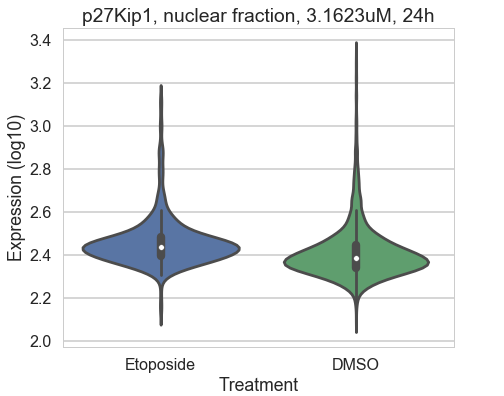 p27Kip1, nuclear fraction, 3.1623uM, 24h
3.4
3.2
3.0
2.8
2.6
2.4
2.2
2.0
Expression (log10)
Etoposide DMSO
Treatment